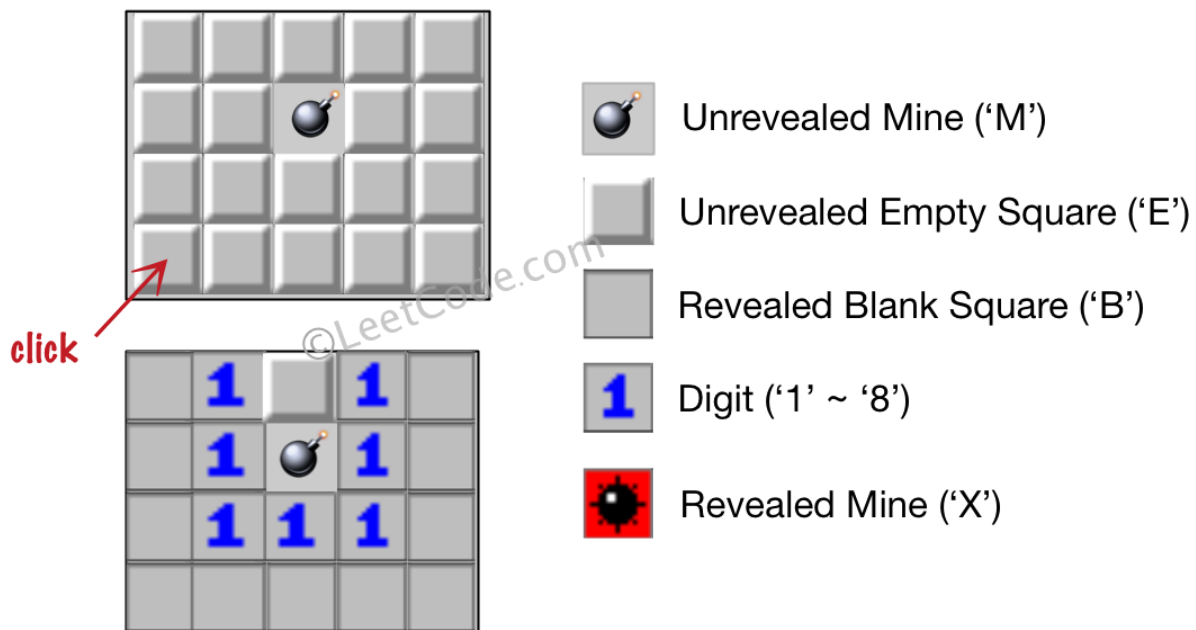 Unrevealed Mine (‘M’)
Unrevealed Empty Square (‘E’)
©LeetCode.com
Revealed Blank Square (‘B’)
click
1 1
Digit (‘1’ ~ ‘8’)
1
1 1
Revealed Mine (‘X’)
1 1 1